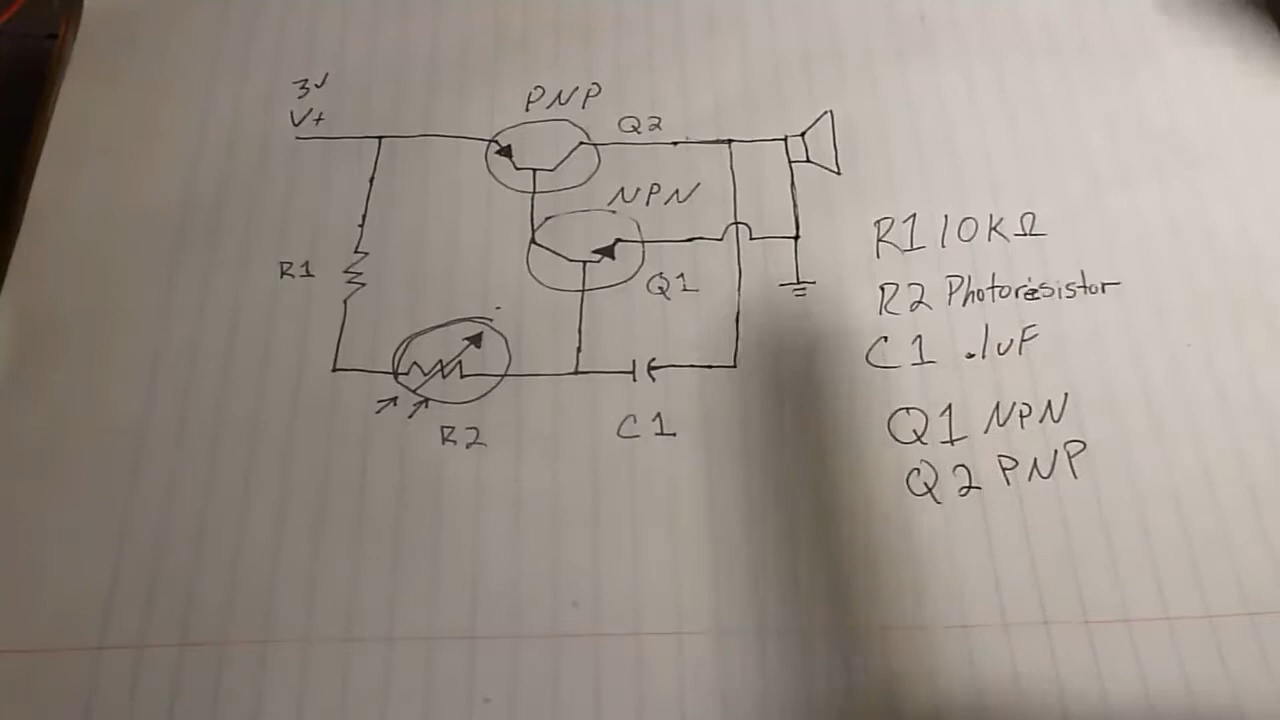 3V
V+
PNP
Q2
NPN
R1
Q1
R2
C1
R1 10KΩ
R2 Photoresistor
C1 .1uF
Q1 NPN
Q2 PNP